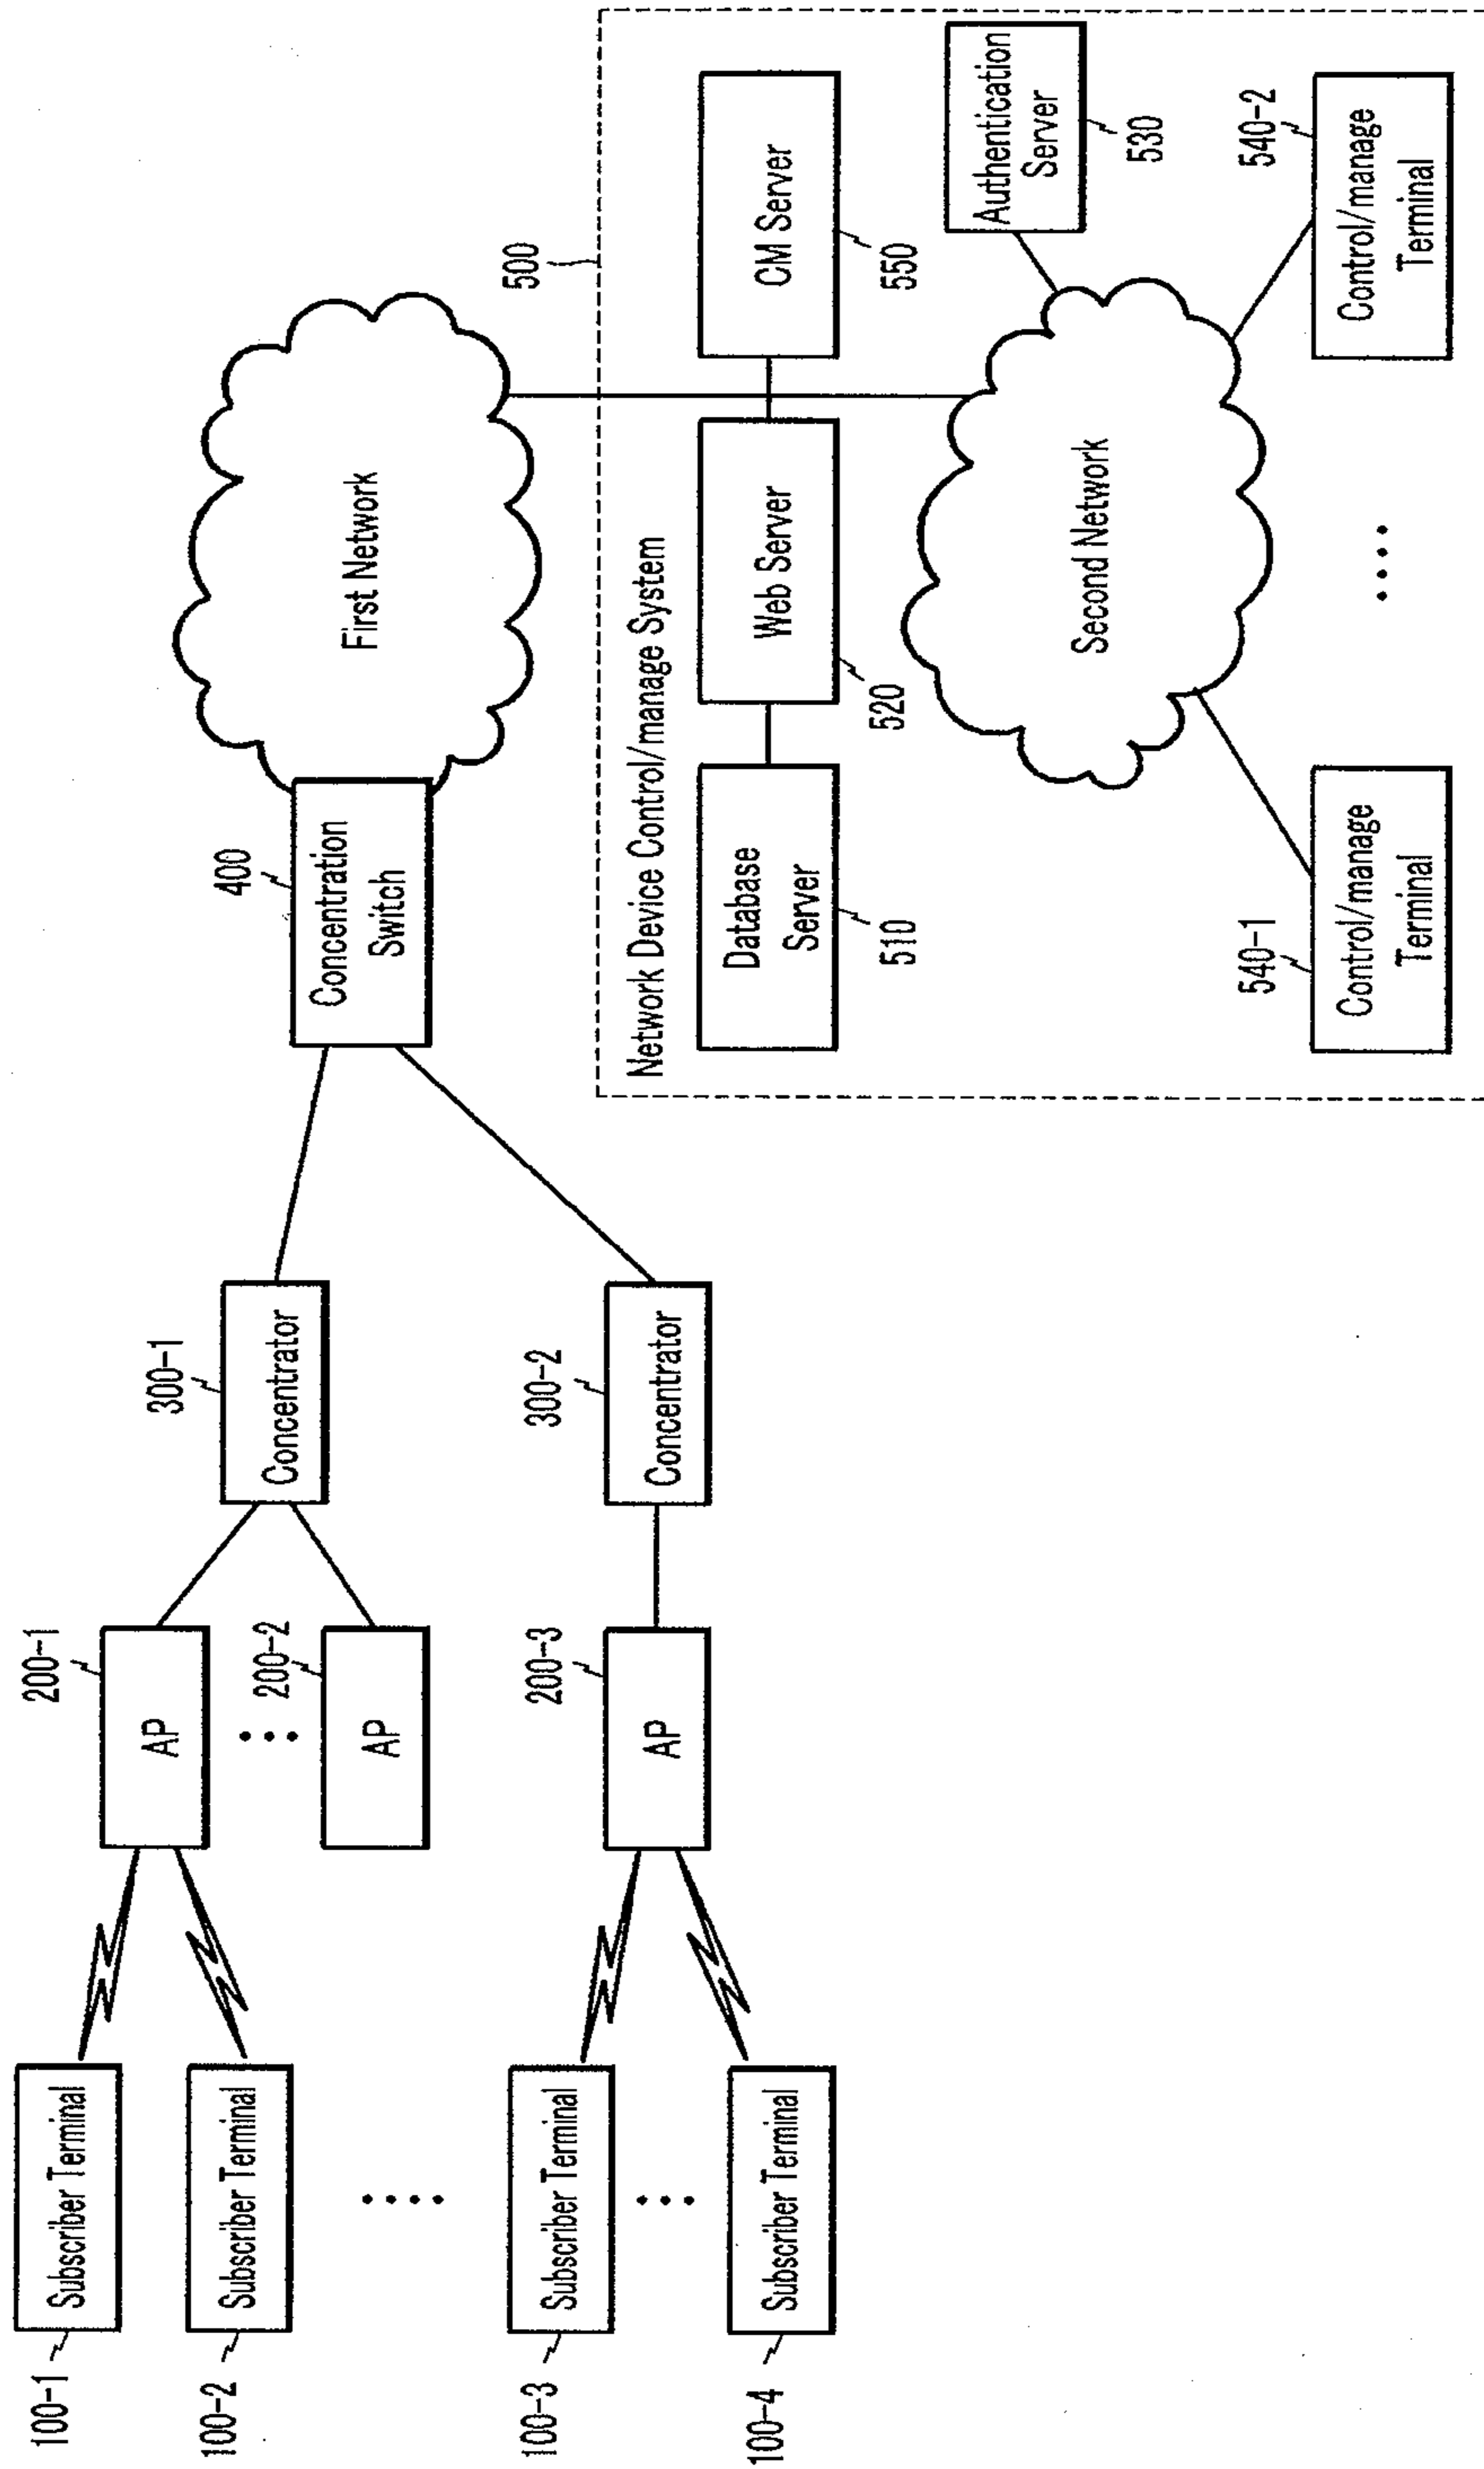 100-1
Subscriber Terminal
100-2
Subscriber Terminal
100-3
Subscriber Terminal
100-4
Subscriber Terminal
200-1
AP
200-2
AP
200-3
AP
300-1
Concentrator
300-2
Concentrator
400
Concentration
Switch
First Network
500
Network Device Control/manage System
Database
Server
510
Web Server
520
CM Server
550
Second Network
Authentication
Server
530
540-1
Control/manage
Terminal
540-2
Control/manage
Terminal